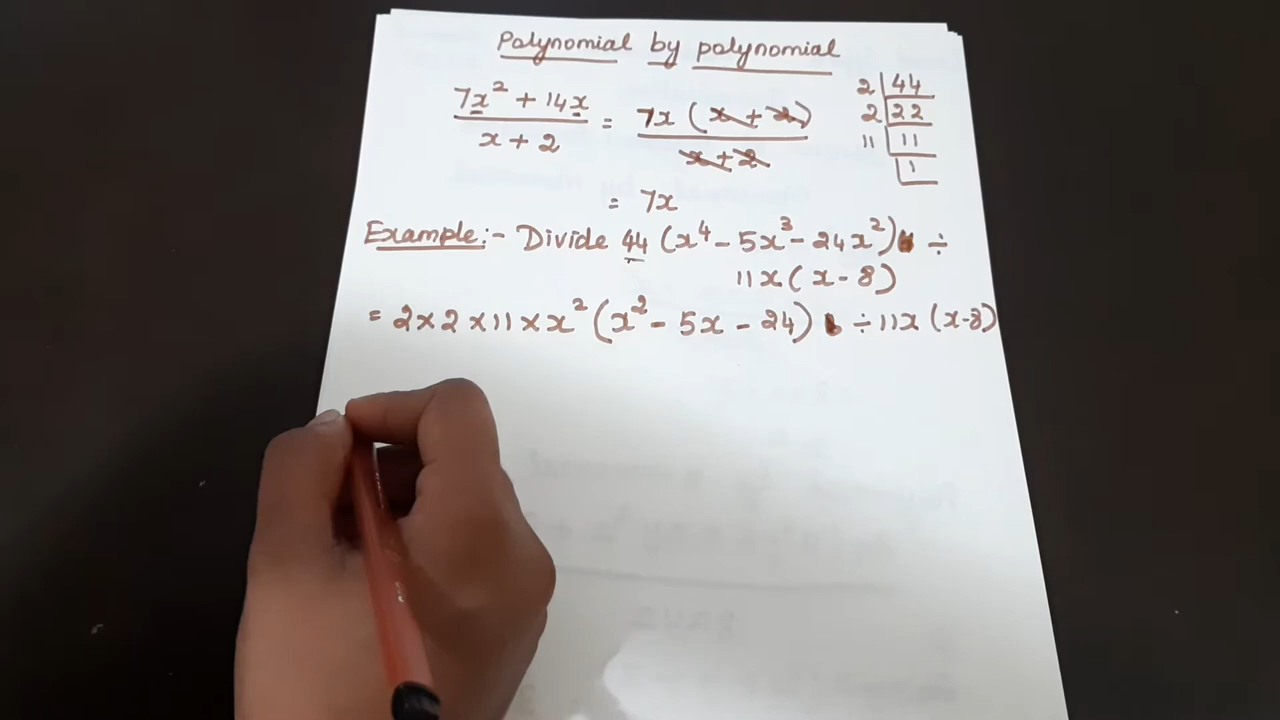 Polynomial by polynomial
7x² + 14x / x + 2 = 7x (x + 2) / x + 2
= 7x
2 | 44
2 | 22
11 | 11
1
Example:- Divide 44 (x⁴ - 5x³ - 24x²) ÷
11x (x - 8)
= 2 × 2 × 11 × x² (x² - 5x - 24) ÷ 11x (x-8)